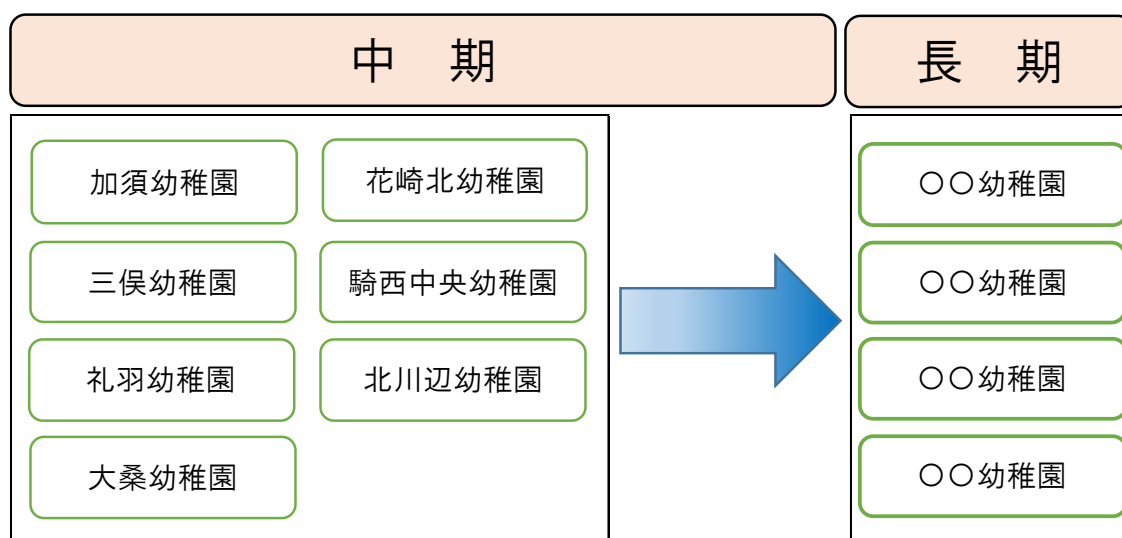 中　期
長　期
加須幼稚園
花崎北幼稚園
三俣幼稚園
騎西中央幼稚園
礼羽幼稚園
北川辺幼稚園
大桑幼稚園
〇〇幼稚園
〇〇幼稚園
〇〇幼稚園
〇〇幼稚園